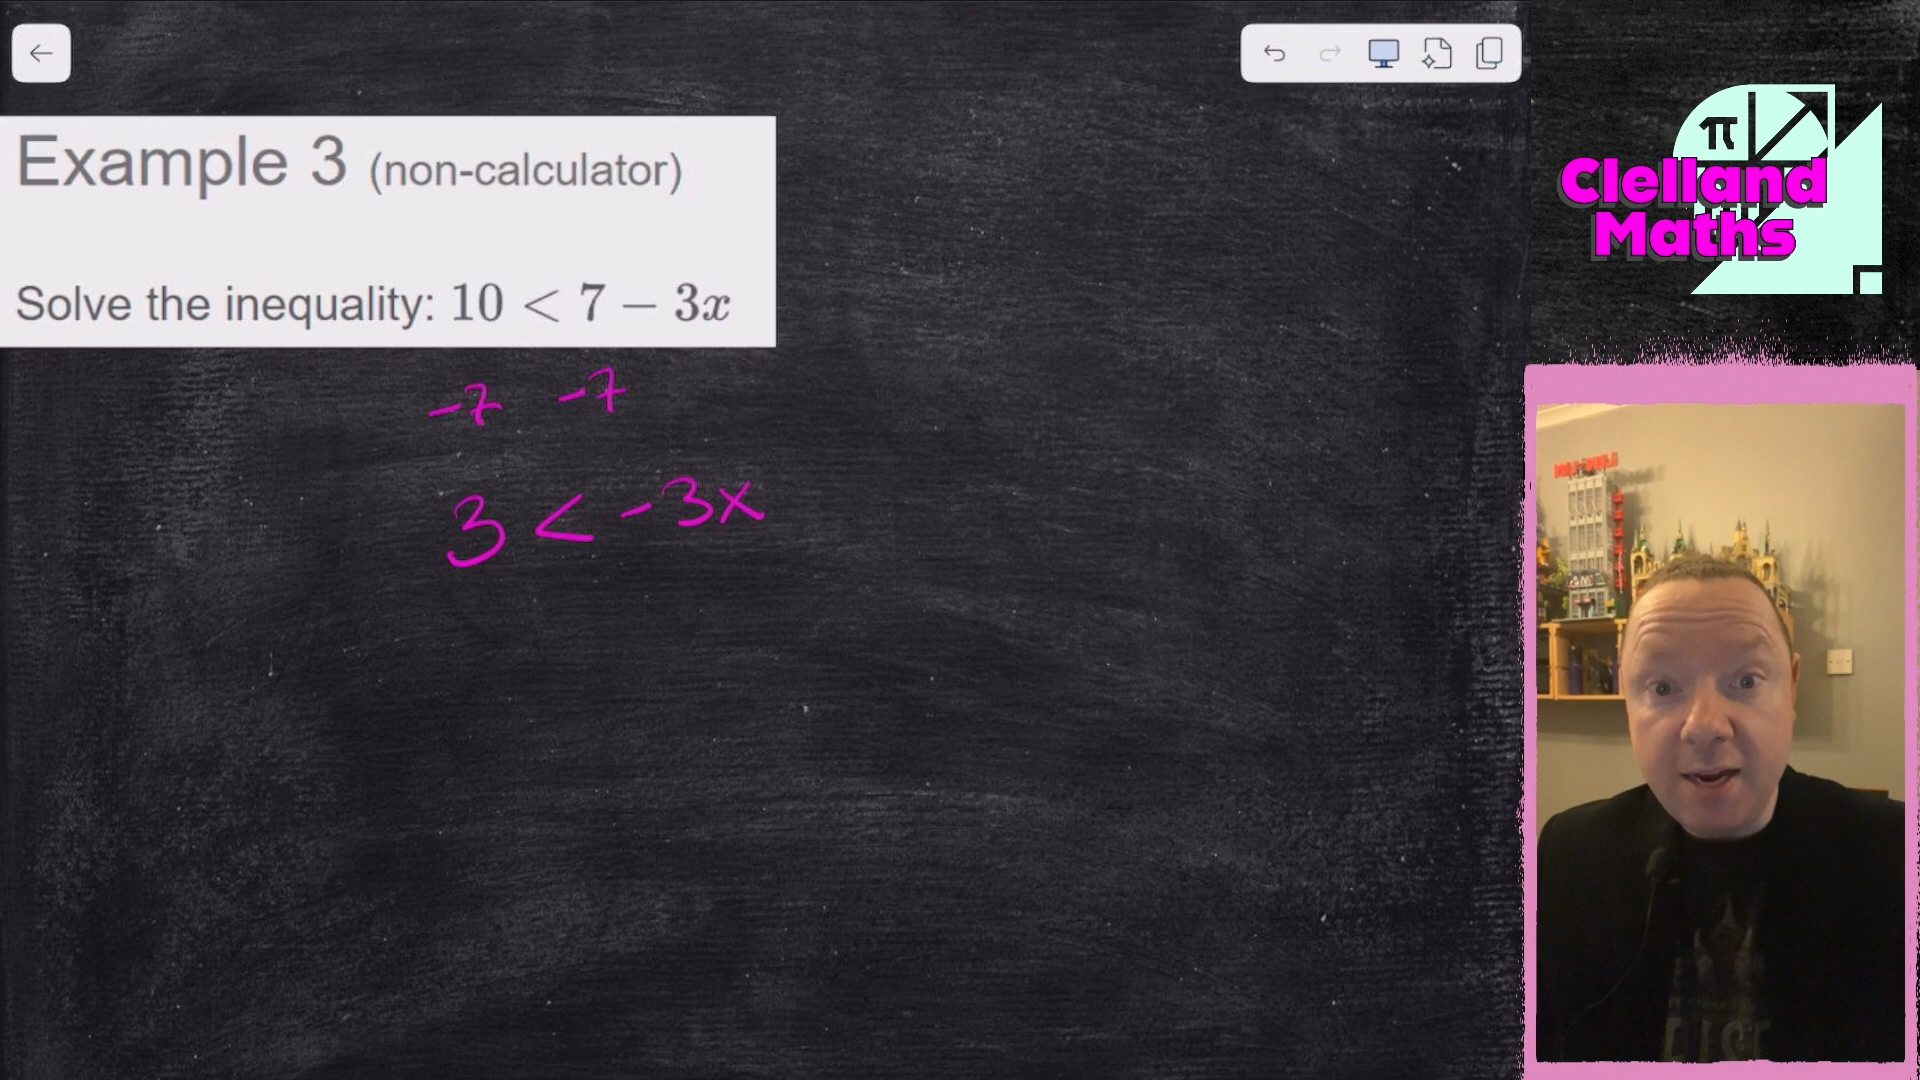 Example 3 (non-calculator)
Solve the inequality: 10 < 7 − 3x
-7 -7
3 < -3x
π
Clelland
Maths